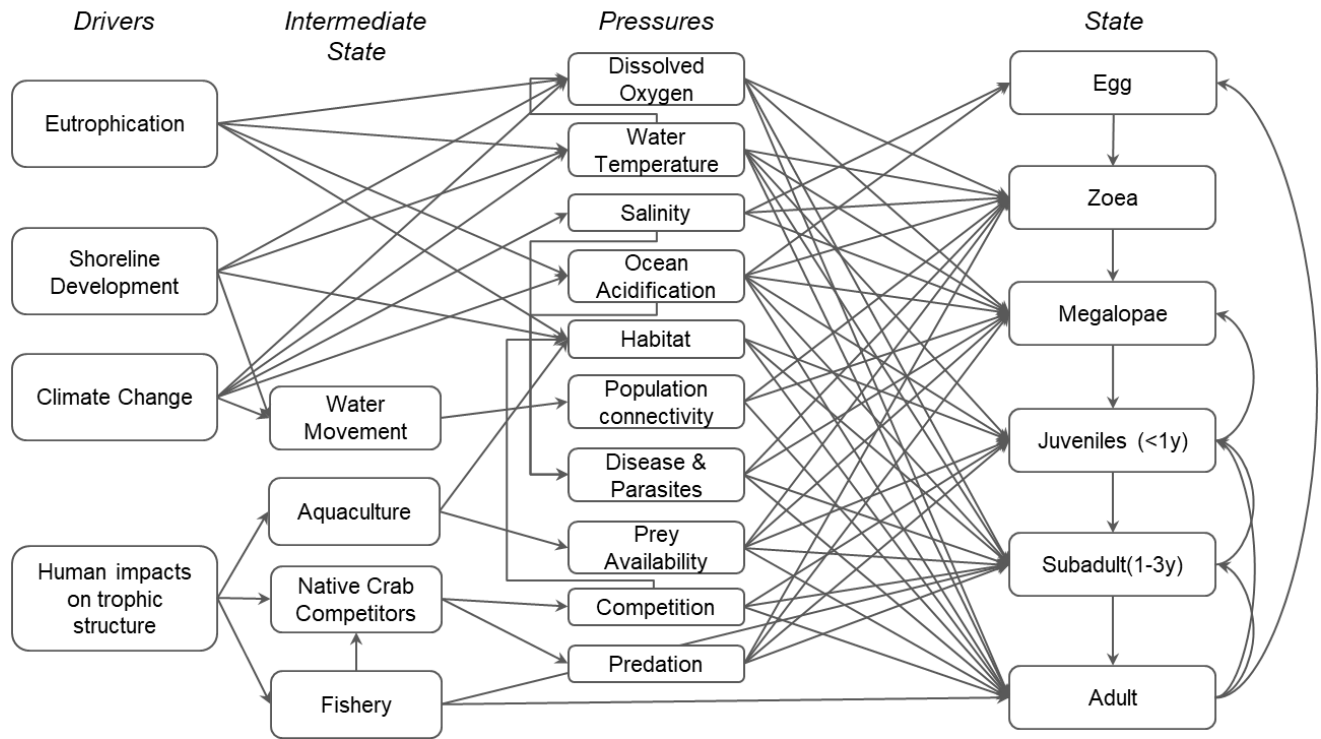 Drivers
Intermediate
State
Pressures
State
Eutrophication
Shoreline
Development
Climate Change
Human impacts
on trophic
structure
Water
Movement
Aquaculture
Native Crab
Competitors
Fishery
Dissolved
Oxygen
Water
Temperature
Salinity
Ocean
Acidification
Habitat
Population
connectivity
Disease &
Parasites
Prey
Availability
Competition
Predation
Egg
Zoea
Megalopae
Juveniles (<1y)
Subadult(1-3y)
Adult